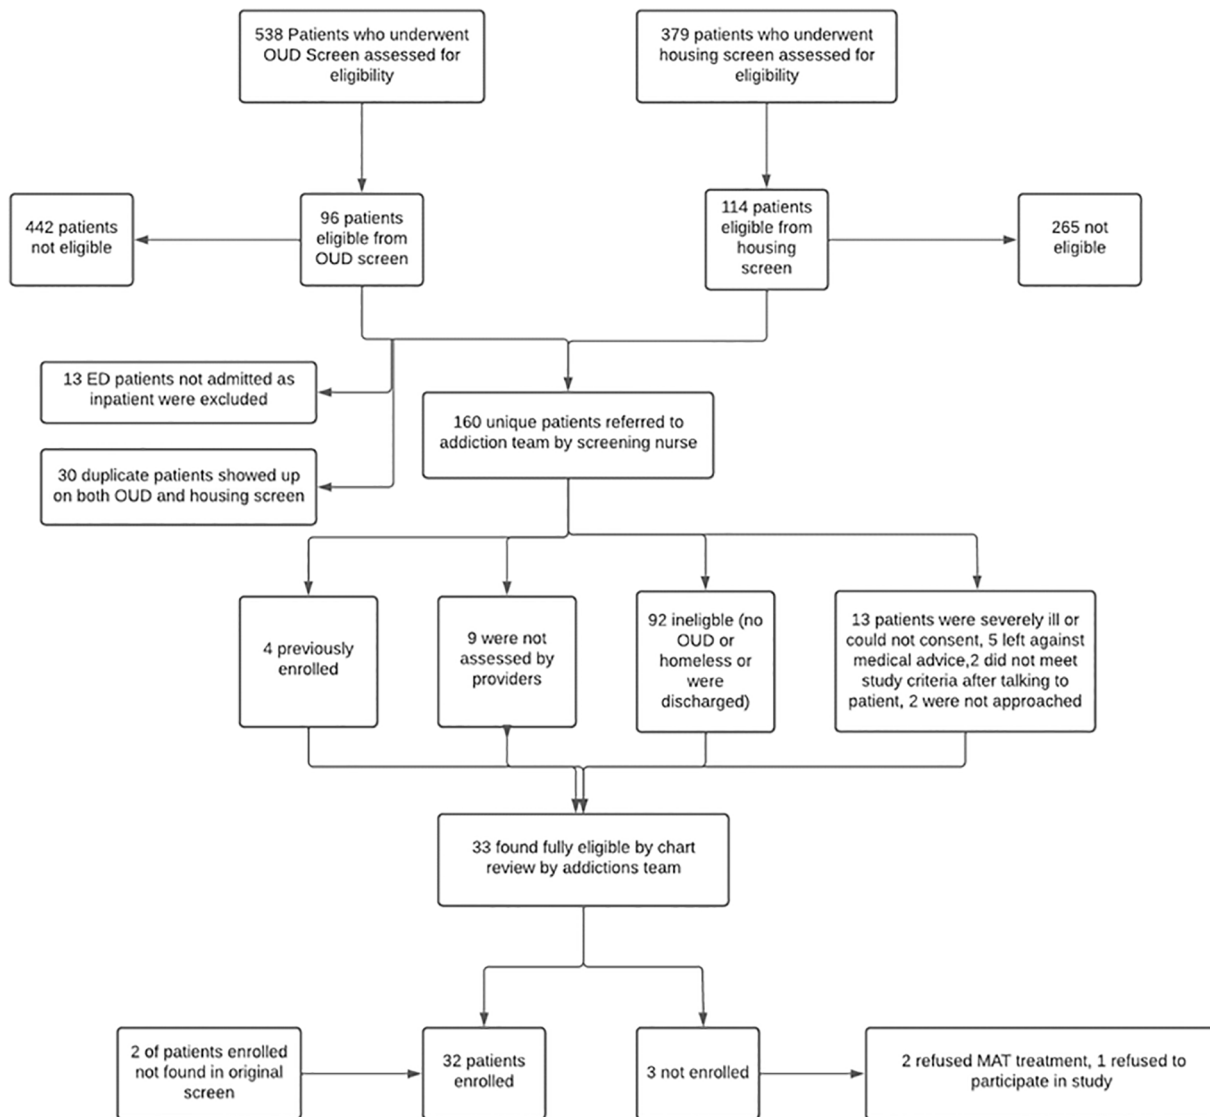 538 Patients who underwent
OUD Screen assessed for
eligibility
379 patients who underwent
housing screen assessed for
eligibility
442 patients
not eligible
96 patients
eligible from
OUD screen
114 patients
eligible from
housing
screen
265 not
eligible
13 ED patients not admitted as
inpatient were excluded
160 unique patients referred to
addiction team by screening nurse
30 duplicate patients showed up
on both OUD and housing screen
4 previously
enrolled
9 were not
assessed by
providers
92 ineligble (no
OUD or
homeless or
were
discharged)
13 patients were severely ill or
could not consent, 5 left against
medical advice,2 did not meet
study criteria after talking to
patient, 2 were not approached
33 found fully eligible by chart
review by addictions team
2 of patients enrolled
not found in original
screen
32 patients
enrolled
3 not enrolled
2 refused MAT treatment, 1 refused to
participate in study